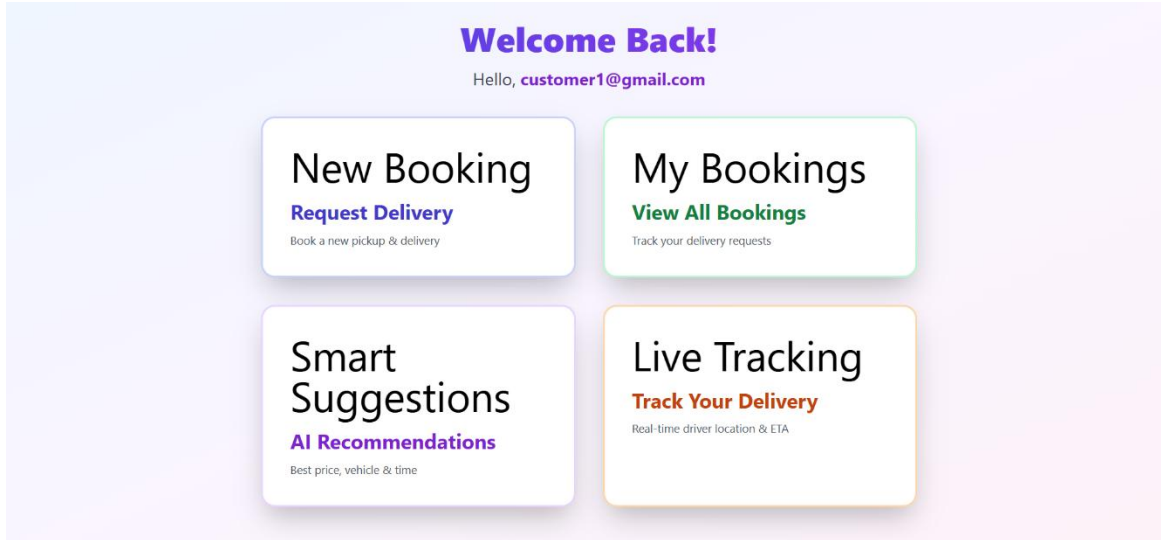 Welcome Back!
Hello, customer1@gmail.com
New Booking
Request Delivery
Book a new pickup & delivery
My Bookings
View All Bookings
Track your delivery requests
Smart
Suggestions
AI Recommendations
Best price, vehicle & time
Live Tracking
Track Your Delivery
Real-time driver location & ETA